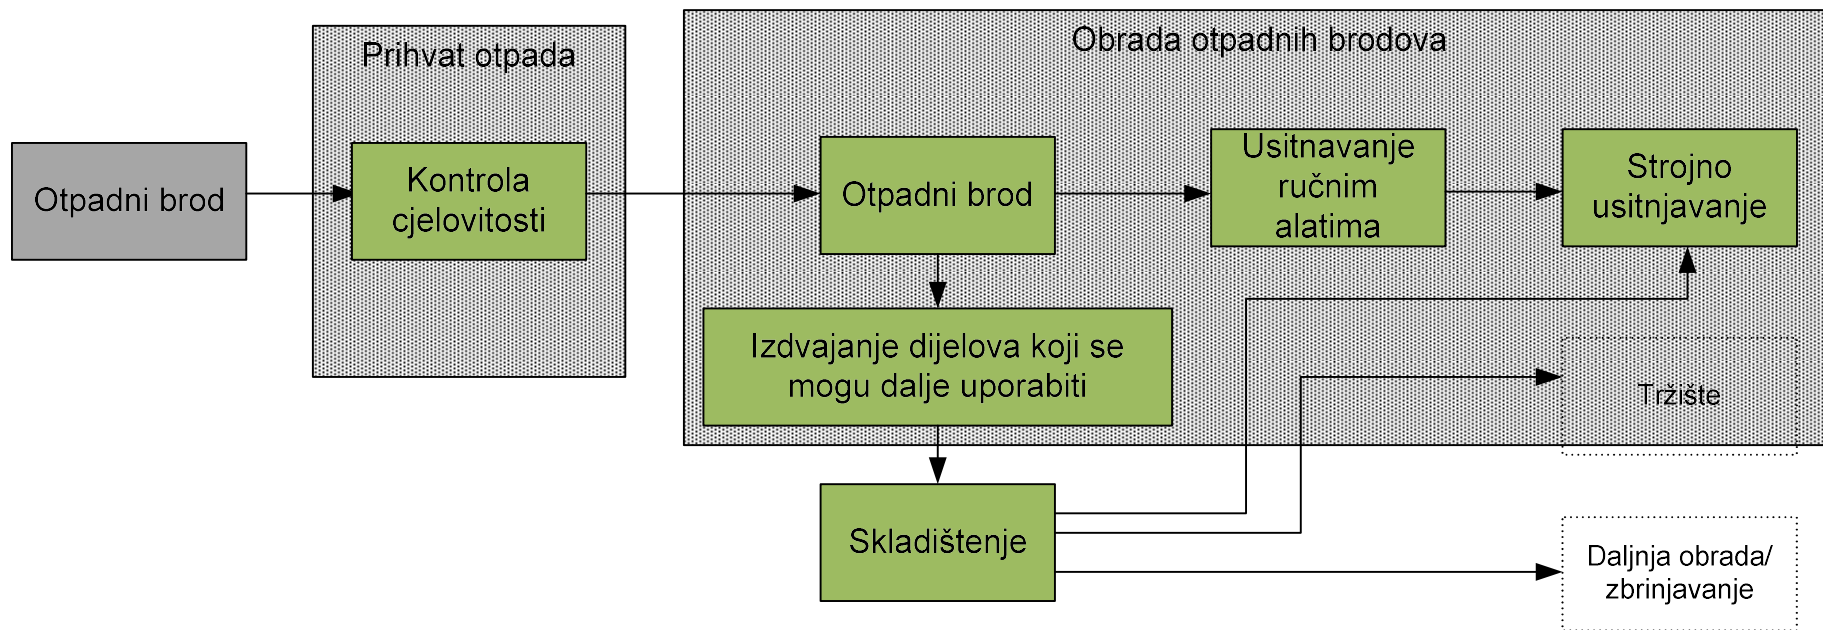 Prihvat otpada
Obrada otpadnih brodova
Otpadni brod
Kontrola
cjelovitosti
Otpadni brod
Usitnavanje
ručnim
alatima
Strojno
usitnjavanje
Izdvajanje dijelova koji se
mogu dalje uporabiti
Tržište
Skladištenje
Daljnja obrada/
zbrinjavanje